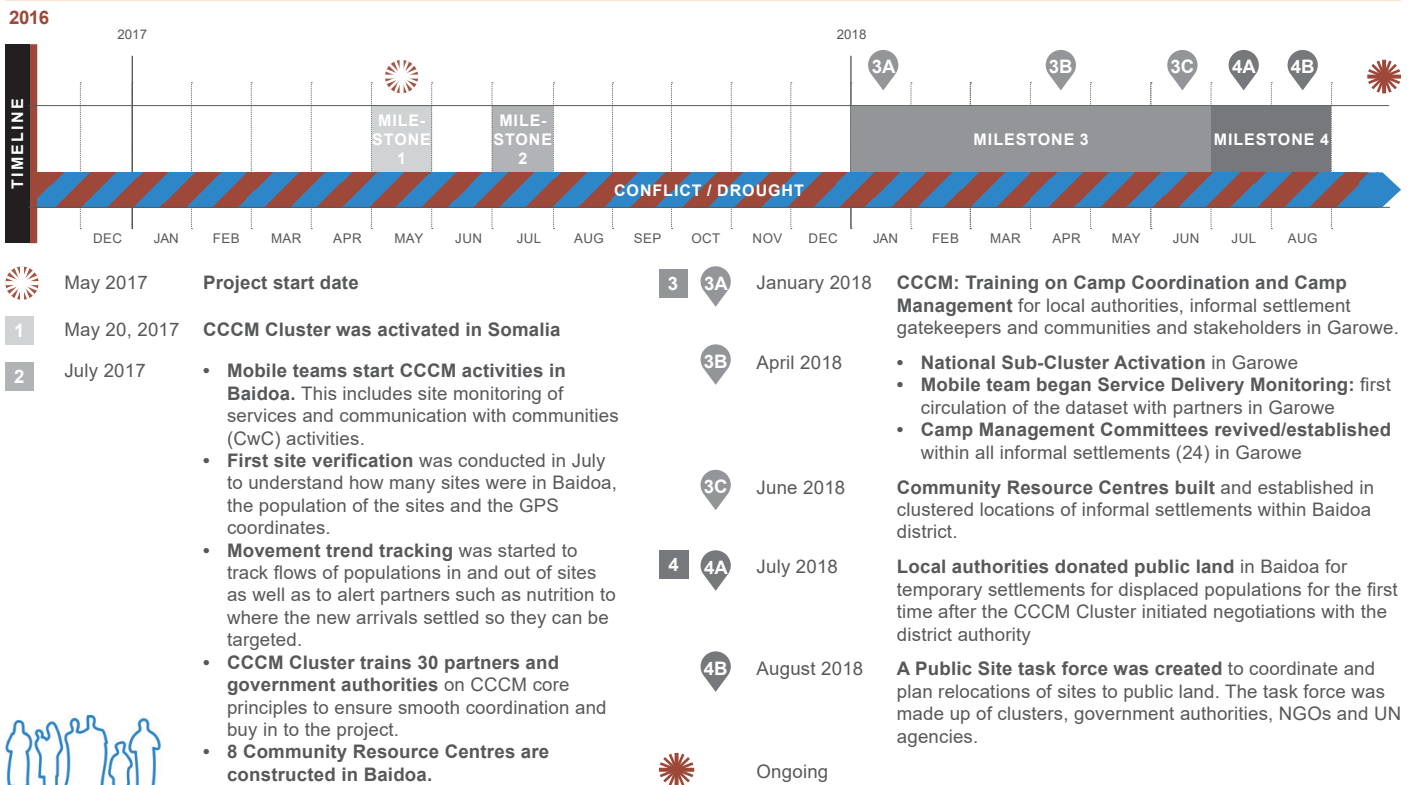 2016
2017
2018
TIMELINE
3A
3B
3C
4A
4B
MILE-
STONE
1
MILE-
STONE
2
MILESTONE 3
MILESTONE 4
CONFLICT / DROUGHT
DEC JAN FEB MAR APR MAY JUN JUL AUG SEP OCT NOV DEC JAN FEB MAR APR MAY JUN JUL AUG
May 2017 Project start date
1 May 20, 2017 CCCM Cluster was activated in Somalia
2 July 2017
• Mobile teams start CCCM activities in
Baidoa. This includes site monitoring of
services and communication with communities
(CwC) activities.
• First site verification was conducted in July
to understand how many sites were in Baidoa,
the population of the sites and the GPS
coordinates.
• Movement trend tracking was started to
track flows of populations in and out of sites
as well as to alert partners such as nutrition to
where the new arrivals settled so they can be
targeted.
• CCCM Cluster trains 30 partners and
government authorities on CCCM core
principles to ensure smooth coordination and
buy in to the project.
• 8 Community Resource Centres are
constructed in Baidoa.
3 3A January 2018 CCCM: Training on Camp Coordination and Camp
Management for local authorities, informal settlement
gatekeepers and communities and stakeholders in Garowe.
3B April 2018 • National Sub-Cluster Activation in Garowe
• Mobile team began Service Delivery Monitoring: first
circulation of the dataset with partners in Garowe
• Camp Management Committees revived/established
within all informal settlements (24) in Garowe
3C June 2018 Community Resource Centres built and established in
clustered locations of informal settlements within Baidoa
district.
4 4A July 2018 Local authorities donated public land in Baidoa for
temporary settlements for displaced populations for the first
time after the CCCM Cluster initiated negotiations with the
district authority
4B August 2018 A Public Site task force was created to coordinate and
plan relocations of sites to public land. The task force was
made up of clusters, government authorities, NGOs and UN
agencies.
Ongoing